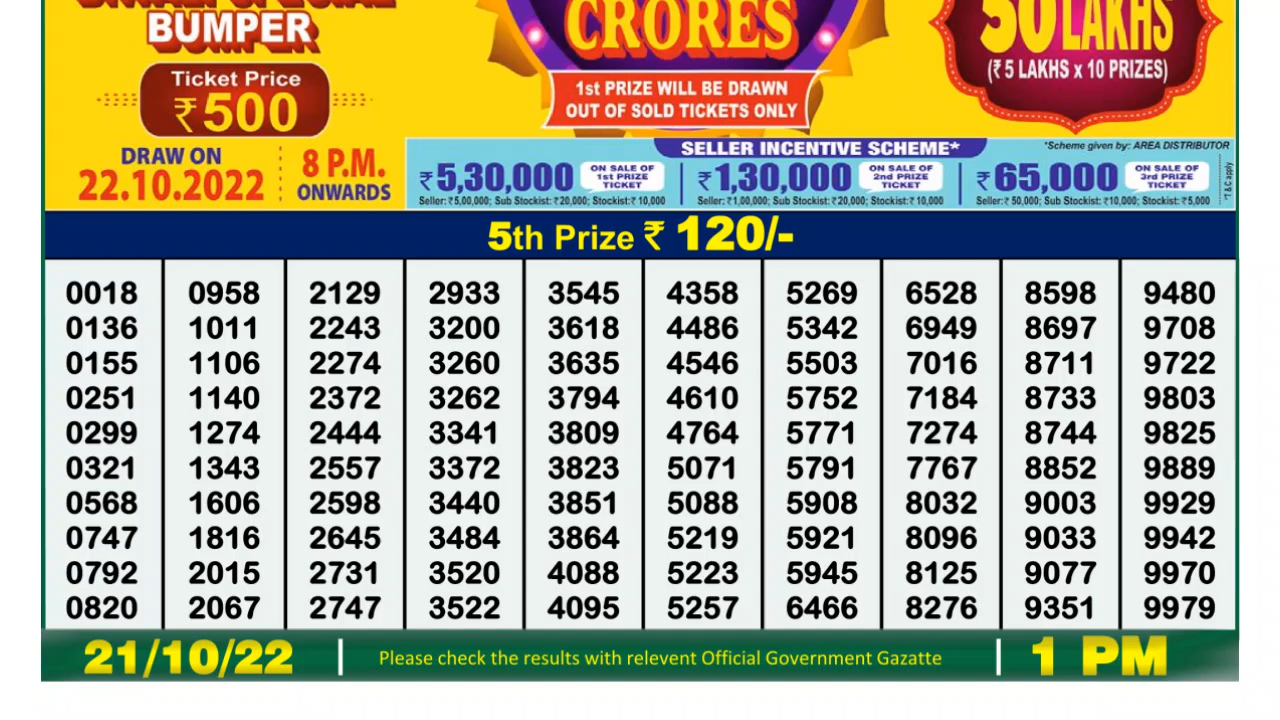 BUMPER
Ticket Price
₹500
DRAW ON
22.10.2022
8 P.M.
ONWARDS
CRORES
1st PRIZE WILL BE DRAWN
OUT OF SOLD TICKETS ONLY
50 LAKHS
(₹ 5 LAKHS x 10 PRIZES)
SELLER INCENTIVE SCHEME*
*Scheme given by: AREA DISTRIBUTOR
₹5,30,000 ON SALE OF 1st PRIZE TICKET
Seller: ₹5,00,000; Sub Stockist: ₹20,000; Stockist: ₹ 10,000
₹1,30,000 ON SALE OF 2nd PRIZE TICKET
Seller: ₹1,00,000; Sub Stockist: ₹20,000; Stockist: ₹ 10,000
₹65,000 ON SALE OF 3rd PRIZE TICKET
Seller: ₹ 50,000; Sub Stockist: ₹10,000; Stockist: ₹5,000
*T & C apply
5th Prize ₹ 120/-
0018 0958 2129 2933 3545 4358 5269 6528 8598 9480
0136 1011 2243 3200 3618 4486 5342 6949 8697 9708
0155 1106 2274 3260 3635 4546 5503 7016 8711 9722
0251 1140 2372 3262 3794 4610 5752 7184 8733 9803
0299 1274 2444 3341 3809 4764 5771 7274 8744 9825
0321 1343 2557 3372 3823 5071 5791 7767 8852 9889
0568 1606 2598 3440 3851 5088 5908 8032 9003 9929
0747 1816 2645 3484 3864 5219 5921 8096 9033 9942
0792 2015 2731 3520 4088 5223 5945 8125 9077 9970
0820 2067 2747 3522 4095 5257 6466 8276 9351 9979
21/10/22 Please check the results with relevent Official Government Gazatte 1 PM